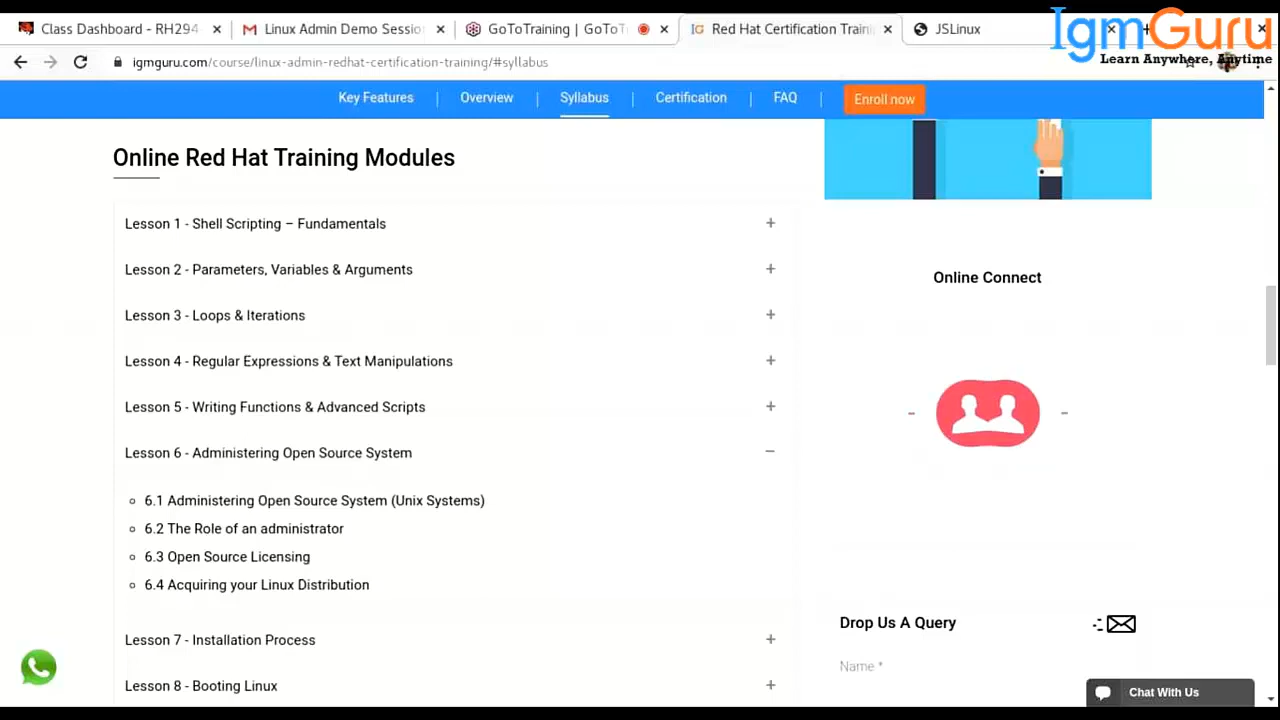 Class Dashboard - RH294
Linux Admin Demo Sessio
GoToTraining | GoToT
Red Hat Certification Traini
JSLinux
IgmGuru
Learn Anywhere, Anytime
igmguru.com/course/linux-admin-redhat-certification-training/#syllabus
Key Features
Overview
Syllabus
Certification
FAQ
Enroll now
Online Red Hat Training Modules
Lesson 1 - Shell Scripting – Fundamentals
Lesson 2 - Parameters, Variables & Arguments
Lesson 3 - Loops & Iterations
Lesson 4 - Regular Expressions & Text Manipulations
Lesson 5 - Writing Functions & Advanced Scripts
Lesson 6 - Administering Open Source System
6.1 Administering Open Source System (Unix Systems)
6.2 The Role of an administrator
6.3 Open Source Licensing
6.4 Acquiring your Linux Distribution
Lesson 7 - Installation Process
Lesson 8 - Booting Linux
Online Connect
Drop Us A Query
Name *
Chat With Us